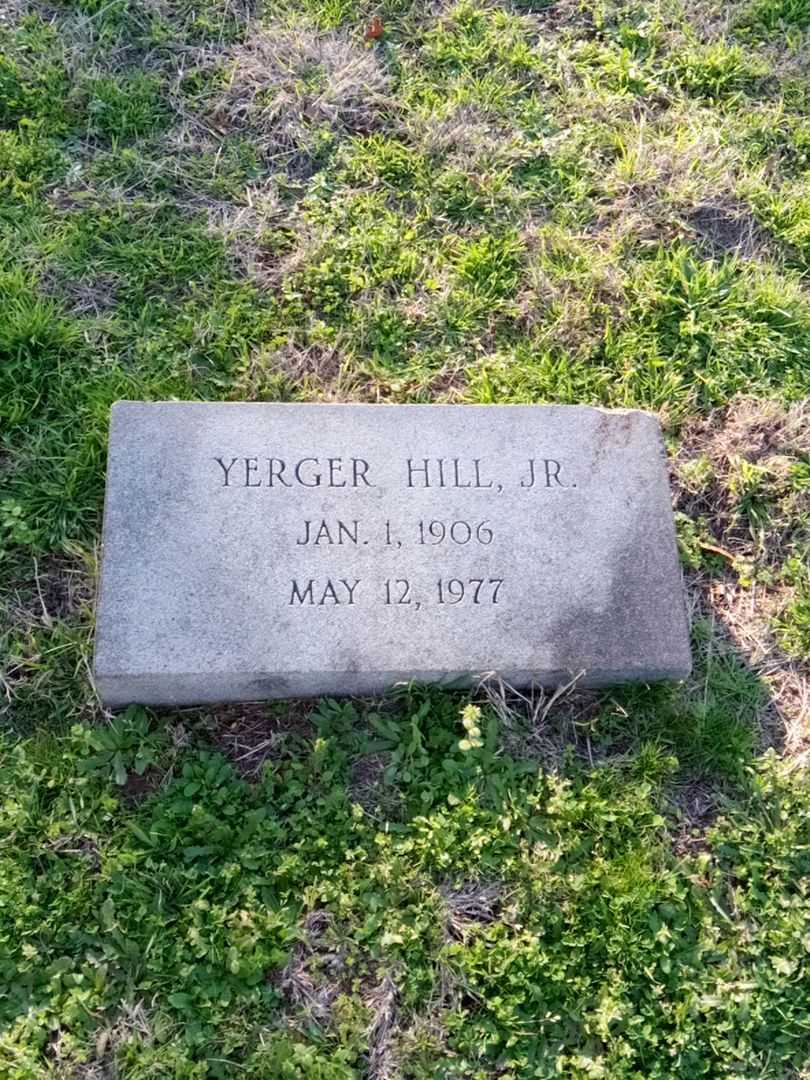 YERGER HILL, JR.
JAN. 1, 1906
MAY 12, 1977